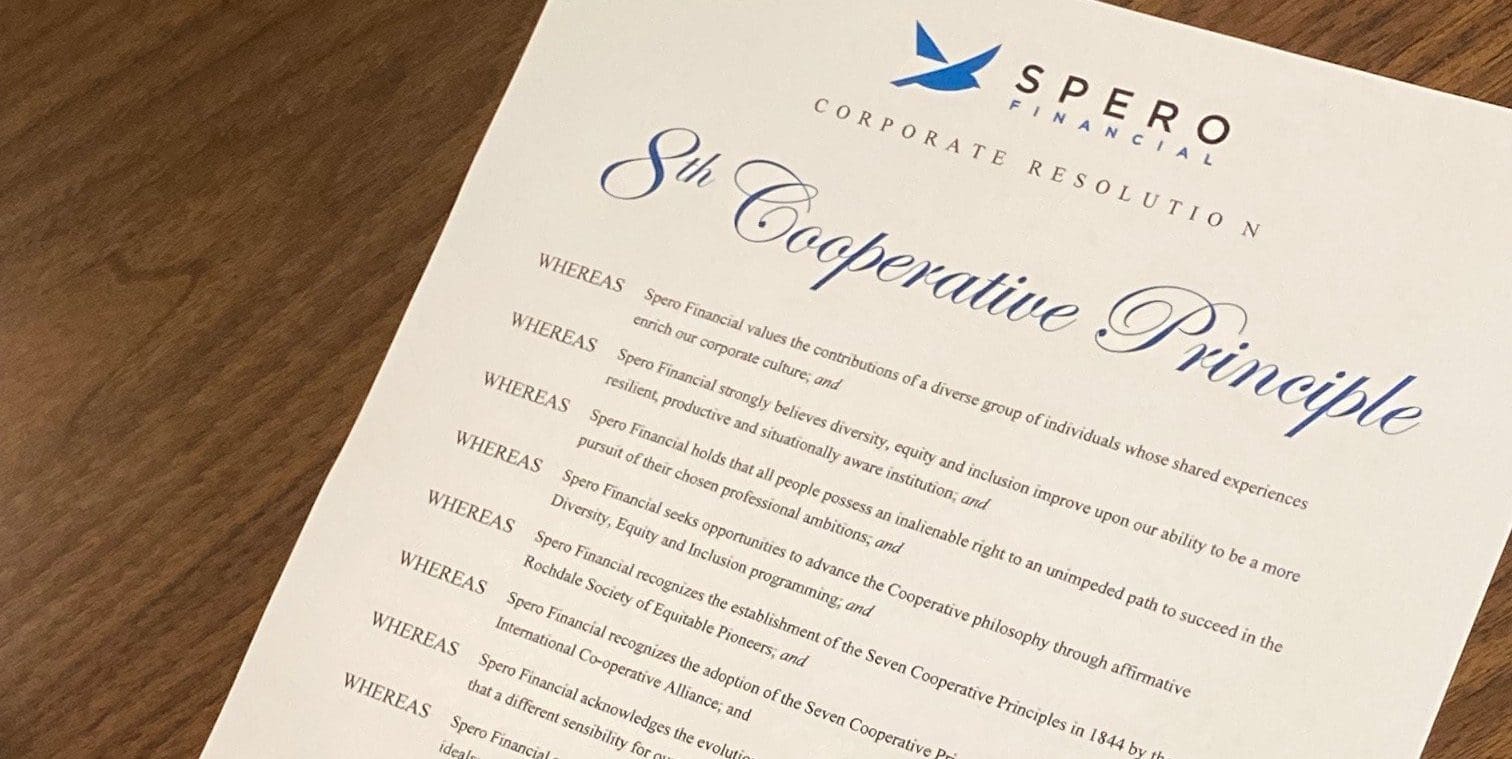 SPERO
FINANCIAL
CORPORATE RESOLUTION
8th Cooperative Principle
WHEREAS Spero Financial values the contributions of a diverse group of individuals whose shared experiences
enrich our corporate culture; and
WHEREAS Spero Financial strongly believes diversity, equity and inclusion improve upon our ability to be a more
resilient, productive and situationally aware institution; and
WHEREAS Spero Financial holds that all people possess an inalienable right to an unimpeded path to succeed in the
pursuit of their chosen professional ambitions; and
WHEREAS Spero Financial seeks opportunities to advance the Cooperative philosophy through affirmative
Diversity, Equity and Inclusion programming; and
WHEREAS Spero Financial recognizes the establishment of the Seven Cooperative Principles in 1844 by
Rochdale Society of Equitable Pioneers; and
WHEREAS Spero Financial recognizes the adoption of the Seven Cooperative
International Co-operative Alliance; and
WHEREAS Spero Financial acknowledges the
that a different sensibility for
WHEREAS Spero Financial